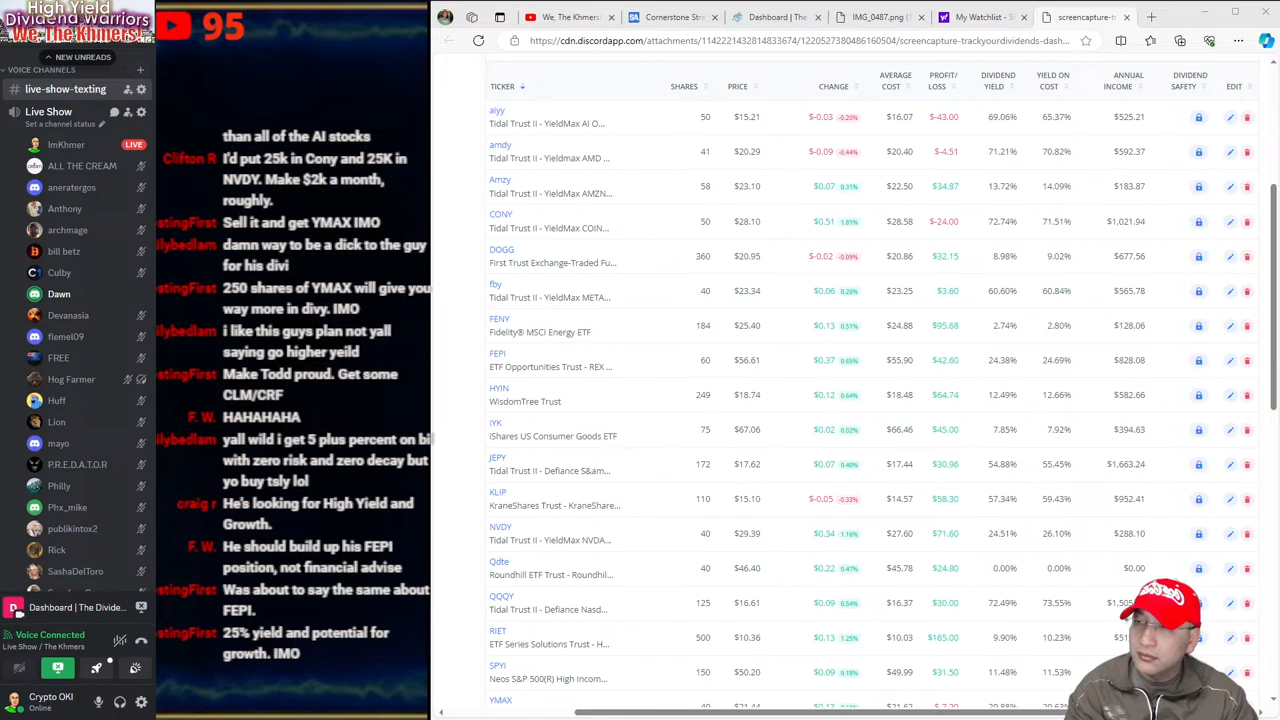 High Yield
Dividend Warriors
We The Khmers!
NEW UNREADS
VOICE CHANNELS
live-show-texting
Live Show
Set a channel status
ImKhmer
LIVE
ALL THE CREAM
aneratergos
Anthony
archmage
bill betz
Culby
Dawn
Devanasia
flemel09
FREE
Hog Farmer
Huff
Lion
mayo
P.R.E.D.A.T.O.R
Philly
Phx_mike
publikintox2
Rick
SashaDelToro
Dashboard | The Divide...
Voice Connected
Live Show / The Khmers
Crypto OKI
Online
95
than all of the AI stocks
Clifton R I'd put 25k in Cony and 25K in
NVDY. Make $2k a month,
roughly.
stingFirst Sell it and get YMAX IMO
ilybedlam damn way to be a dick to the guy
for his divi
stingFirst 250 shares of YMAX will give you
way more in divy. IMO
ilybedlam i like this guys plan not yall
saying go higher yeild
stingFirst Make Todd proud. Get some
CLM/CRF
F. W. HAHAHAHA
ilybedlam yall wild i get 5 plus percent on bil
with zero risk and zero decay but
yo buy tsly lol
craig r He's looking for High Yield and
Growth.
F. W. He should build up his FEPI
position, not financial advise
stingFirst Was about to say the same about
FEPI.
stingFirst 25% yield and potential for
growth. IMO
We, The Khmers...
Cornerstone Stra
Dashboard | The
IMG_0487.png (
My Watchlist - St
screencapture-tr
https://cdn.discordapp.com/attachments/1142221432814833674/1220527380486160504/screencapture-trackyourdividends-dash...
TICKER SHARES PRICE CHANGE AVERAGE COST PROFIT/ LOSS DIVIDEND YIELD YIELD ON COST ANNUAL INCOME DIVIDEND SAFETY EDIT
aiyy
Tidal Trust II - YieldMax AI O... 50 $15.21 $-0.03 -0.20% $16.07 $-43.00 69.06% 65.37% $525.21
amdy
Tidal Trust II - Yieldmax AMD ... 41 $20.29 $-0.09 -0.44% $20.40 $-4.51 71.21% 70.82% $592.37
Amzy
Tidal Trust II - YieldMax AMZN... 58 $23.10 $0.07 0.31% $22.50 $34.87 13.72% 14.09% $183.87
CONY
Tidal Trust II - YieldMax COIN... 50 $28.10 $0.51 1.81% $28.58 $-24.00 72.74% 71.51% $1,021.94
DOGG
First Trust Exchange-Traded Fu... 360 $20.95 $-0.02 -0.09% $20.86 $32.15 8.98% 9.02% $677.56
fby
Tidal Trust II - YieldMax META... 40 $23.34 $0.06 0.26% $23.25 $3.60 60.60% 60.84% $565.78
FENY
Fidelity® MSCI Energy ETF 184 $25.40 $0.13 0.51% $24.88 $95.68 2.74% 2.80% $128.06
FEPI
ETF Opportunities Trust - REX ... 60 $56.61 $0.37 0.65% $55.90 $42.60 24.38% 24.69% $828.08
HYIN
WisdomTree Trust 249 $18.74 $0.12 0.64% $18.48 $64.74 12.49% 12.66% $582.66
IYK
iShares US Consumer Goods ETF 75 $67.06 $0.02 0.02% $66.46 $45.00 7.85% 7.92% $394.63
JEPY
Tidal Trust II - Defiance S&am... 172 $17.62 $0.07 0.40% $17.44 $30.96 54.88% 55.45% $1,663.24
KLIP
KraneShares Trust - KraneShare... 110 $15.10 $-0.05 -0.33% $14.57 $58.30 57.34% 59.43% $952.41
NVDY
Tidal Trust II - YieldMax NVDA... 40 $29.39 $0.34 1.16% $27.60 $71.60 24.51% 26.10% $288.10
Qdte
Roundhill ETF Trust - Roundhil... 40 $46.40 $0.22 0.47% $45.78 $24.80 0.00% 0.00% $0.00
QQQY
Tidal Trust II - Defiance Nasd... 125 $16.61 $0.09 0.54% $16.37 $30.00 72.49% 73.55%
RIET
ETF Series Solutions Trust - H... 500 $10.36 $0.13 1.25% $10.03 $165.00 9.90% 10.23%
SPYI
Neos S&P 500(R) High Incom... 150 $50.20 $0.09 0.18% $49.99 $31.50 11.48% 11.53%
YMAX